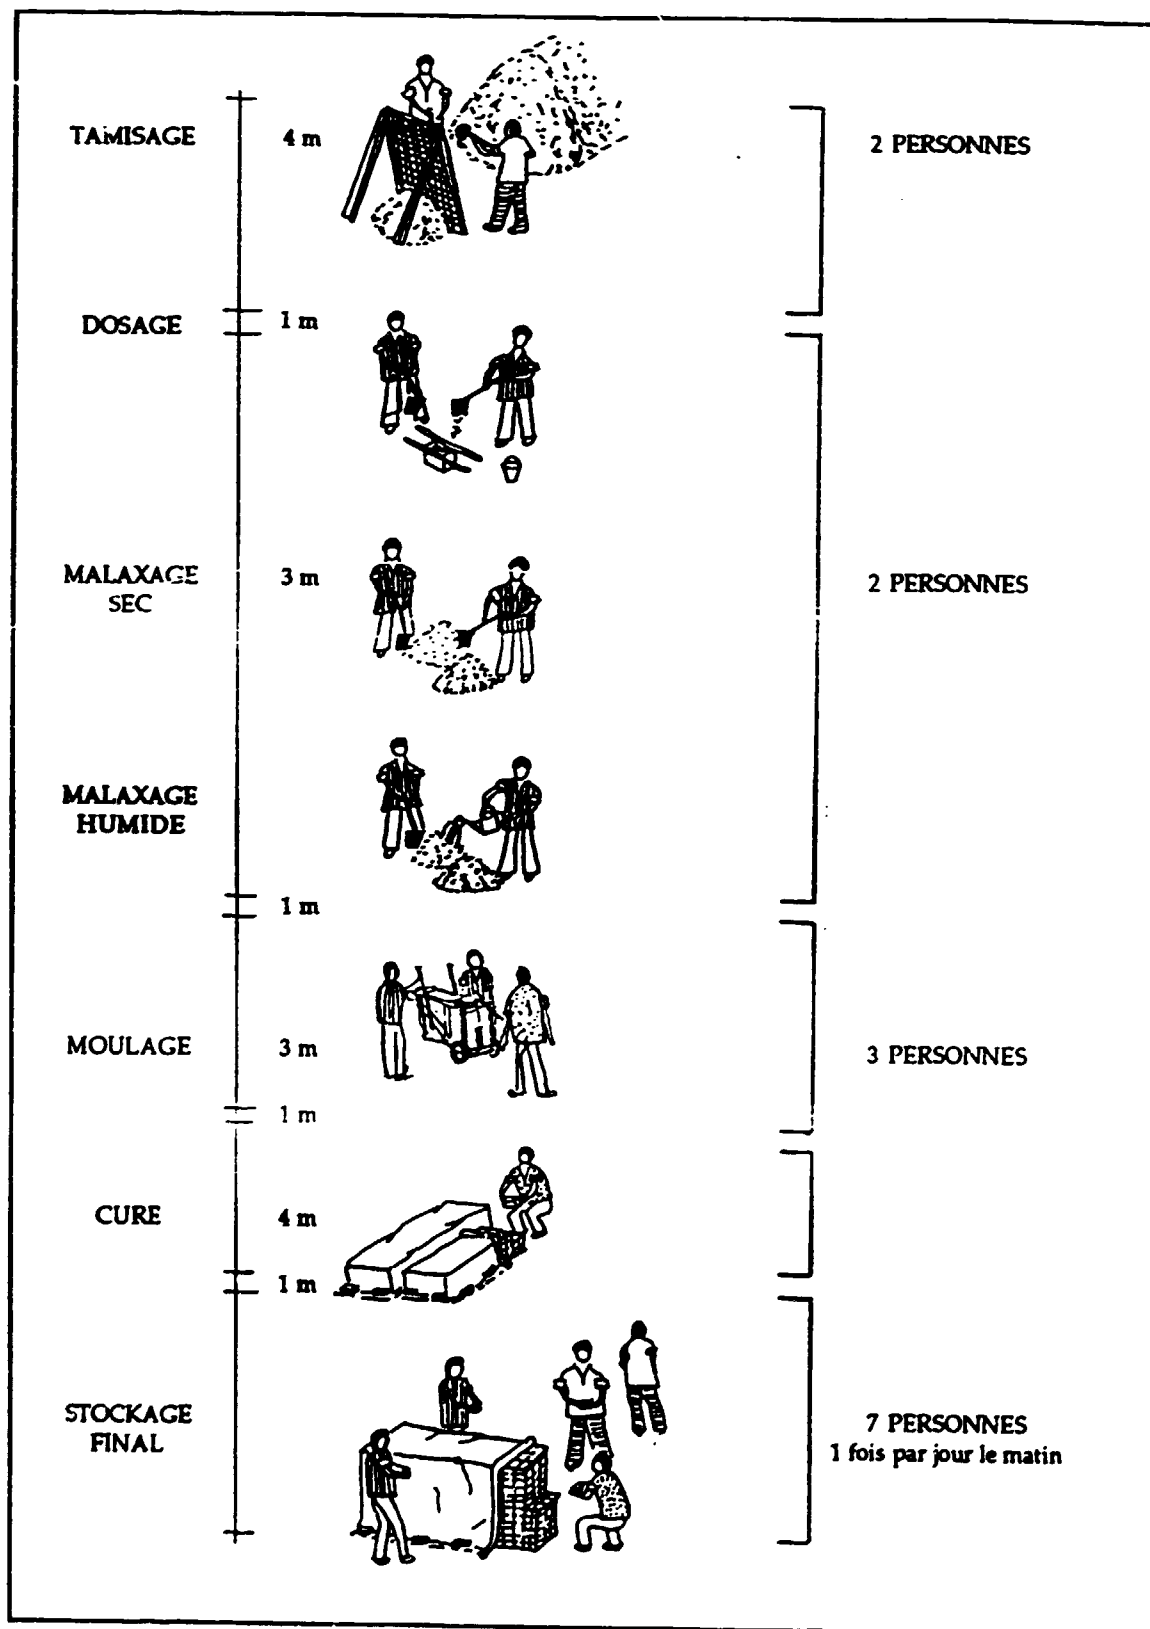 TAMISAGE
4 m
2 PERSONNES
DOSAGE
1 m
MALAXAGE
SEC
3 m
2 PERSONNES
MALAXAGE
HUMIDE
1 m
MOULAGE
3 m
3 PERSONNES
1 m
CURE
4 m
1 m
STOCKAGE
FINAL
7 PERSONNES
1 fois par jour le matin